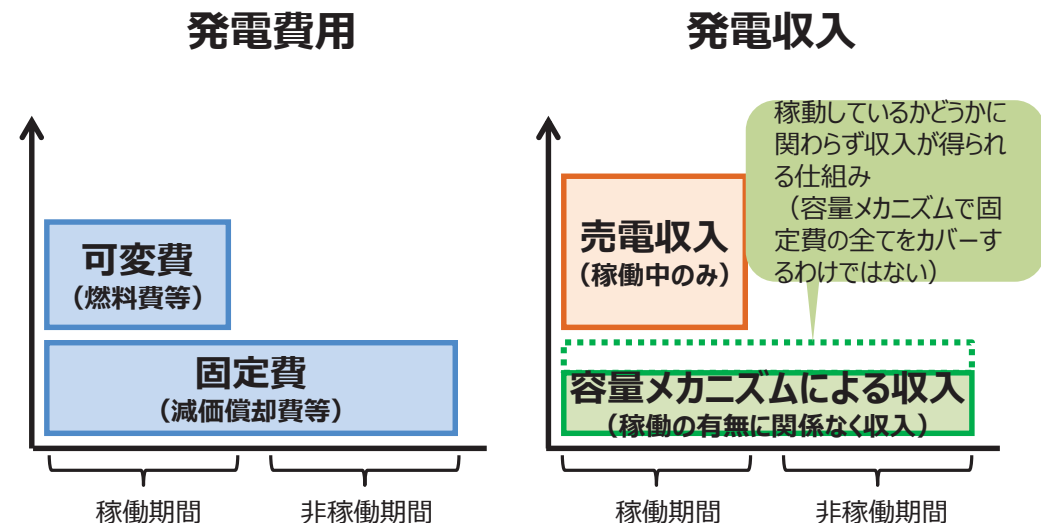 発電費用
可変費
（燃料費等）
固定費
（減価償却費等）
稼働期間
非稼働期間
発電収入
稼働しているかどうかに
関わらず収入が得られ
る仕組み
（容量メカニズムで固
定費の全てをカバーす
るわけではない）
売電収入
（稼働中のみ）
容量メカニズムによる収入
（稼働の有無に関係なく収入）
稼働期間
非稼働期間